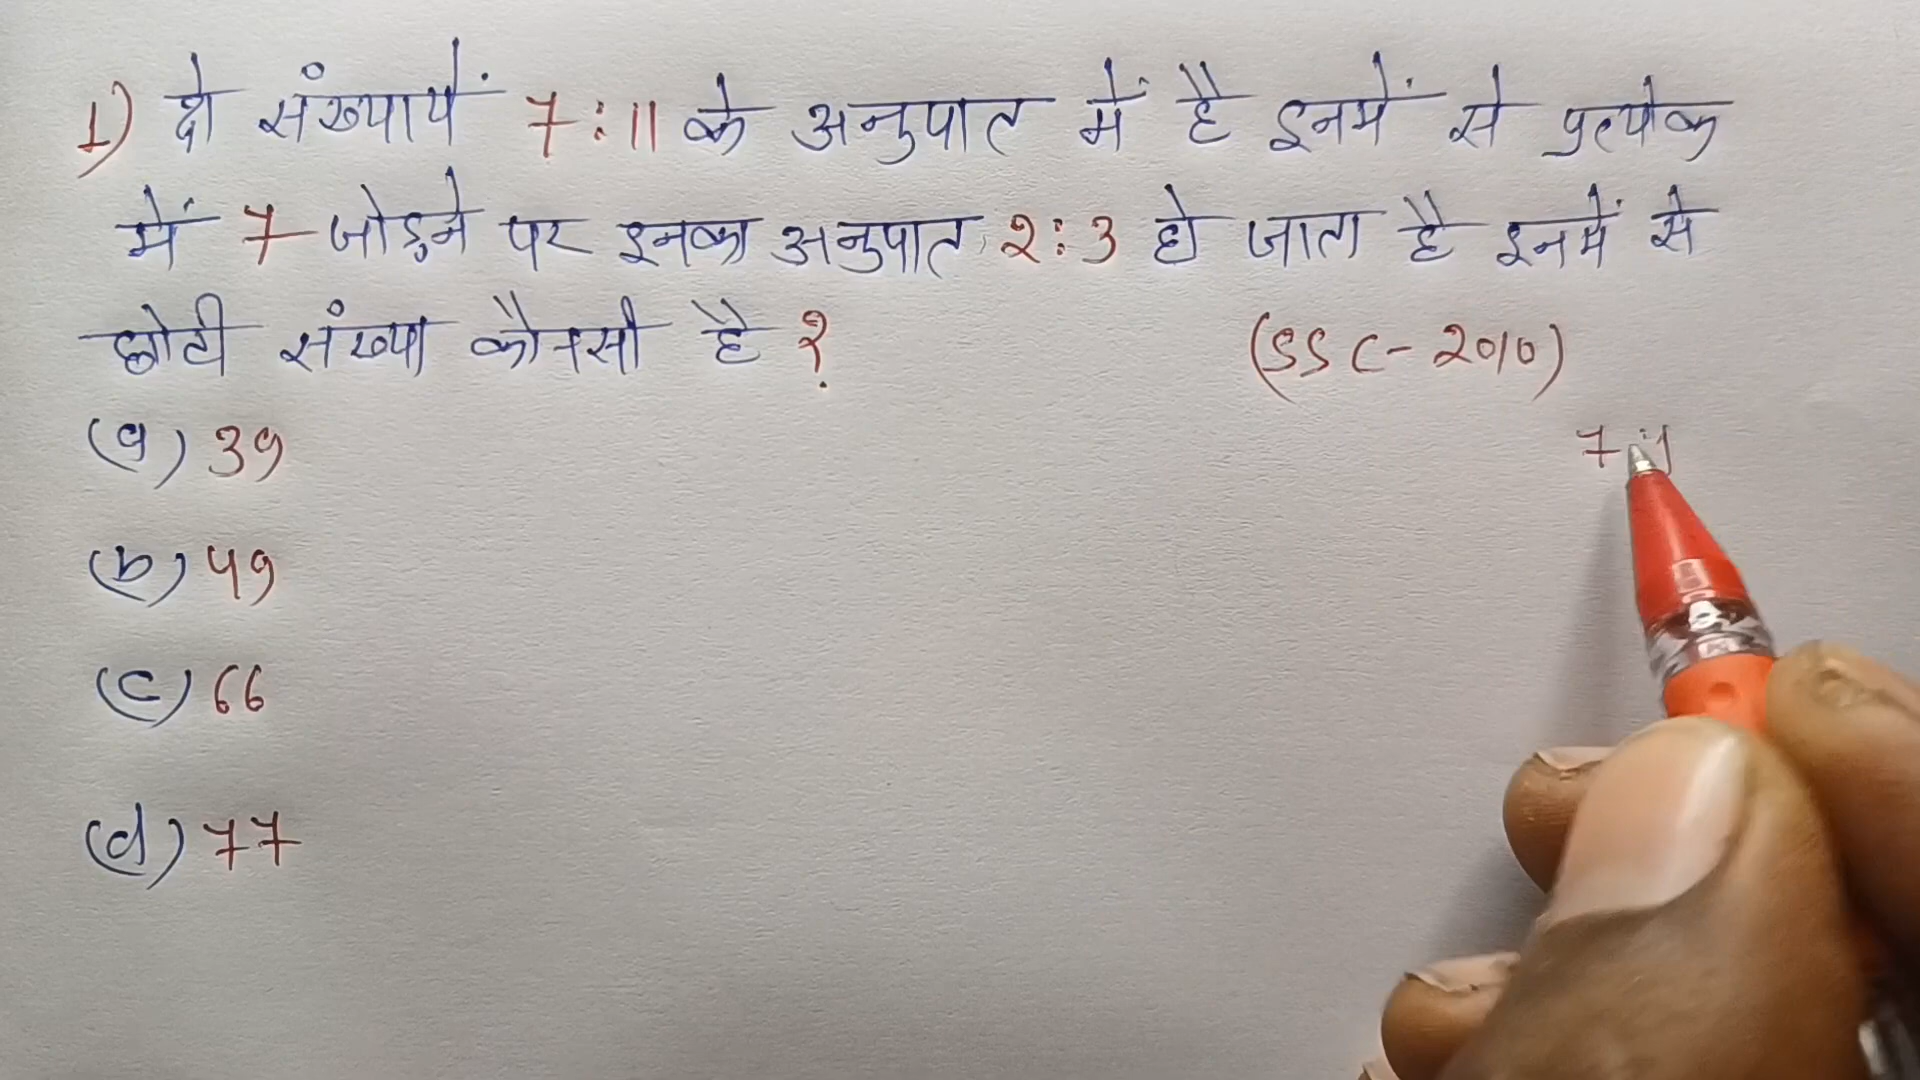 1) दो संख्यायें 7:11 के अनुपात में है इनमें से प्रत्येक
में 7 जोड़ने पर इनका अनुपात 2:3 हो जाता है इनमें से
छोटी संख्या कौनसी है ?
(SSC-2010)
7:1
(a) 39
(b) 49
(c) 66
(d) 77